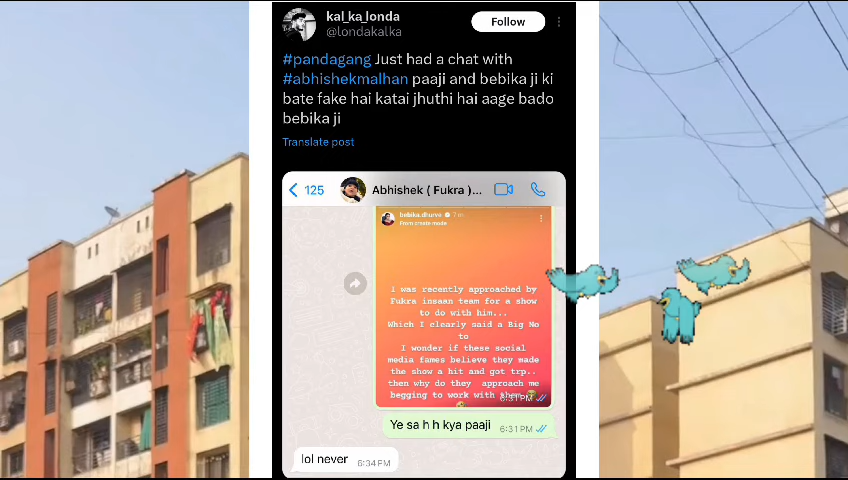 kal_ka_londa
@londakalka
Follow
#pandagang Just had a chat with
#abhishekmalhan paaji and bebika ji ki
bate fake hai katai jhuthi hai aage bado
bebika ji
Translate post
125
Abhishek ( Fukra )...
bebika.dhurve
From create mode
I was recently approached by
Fukra insaan team for a show
to do with him...
Which I clearly said a Big No
to
I wonder if these social
media fames believe they made
the show a hit and got trp..
then why do they approach me
begging to work with them
6:31 PM
Ye sa h h kya paaji
6:31 PM
lol never
6:34 PM